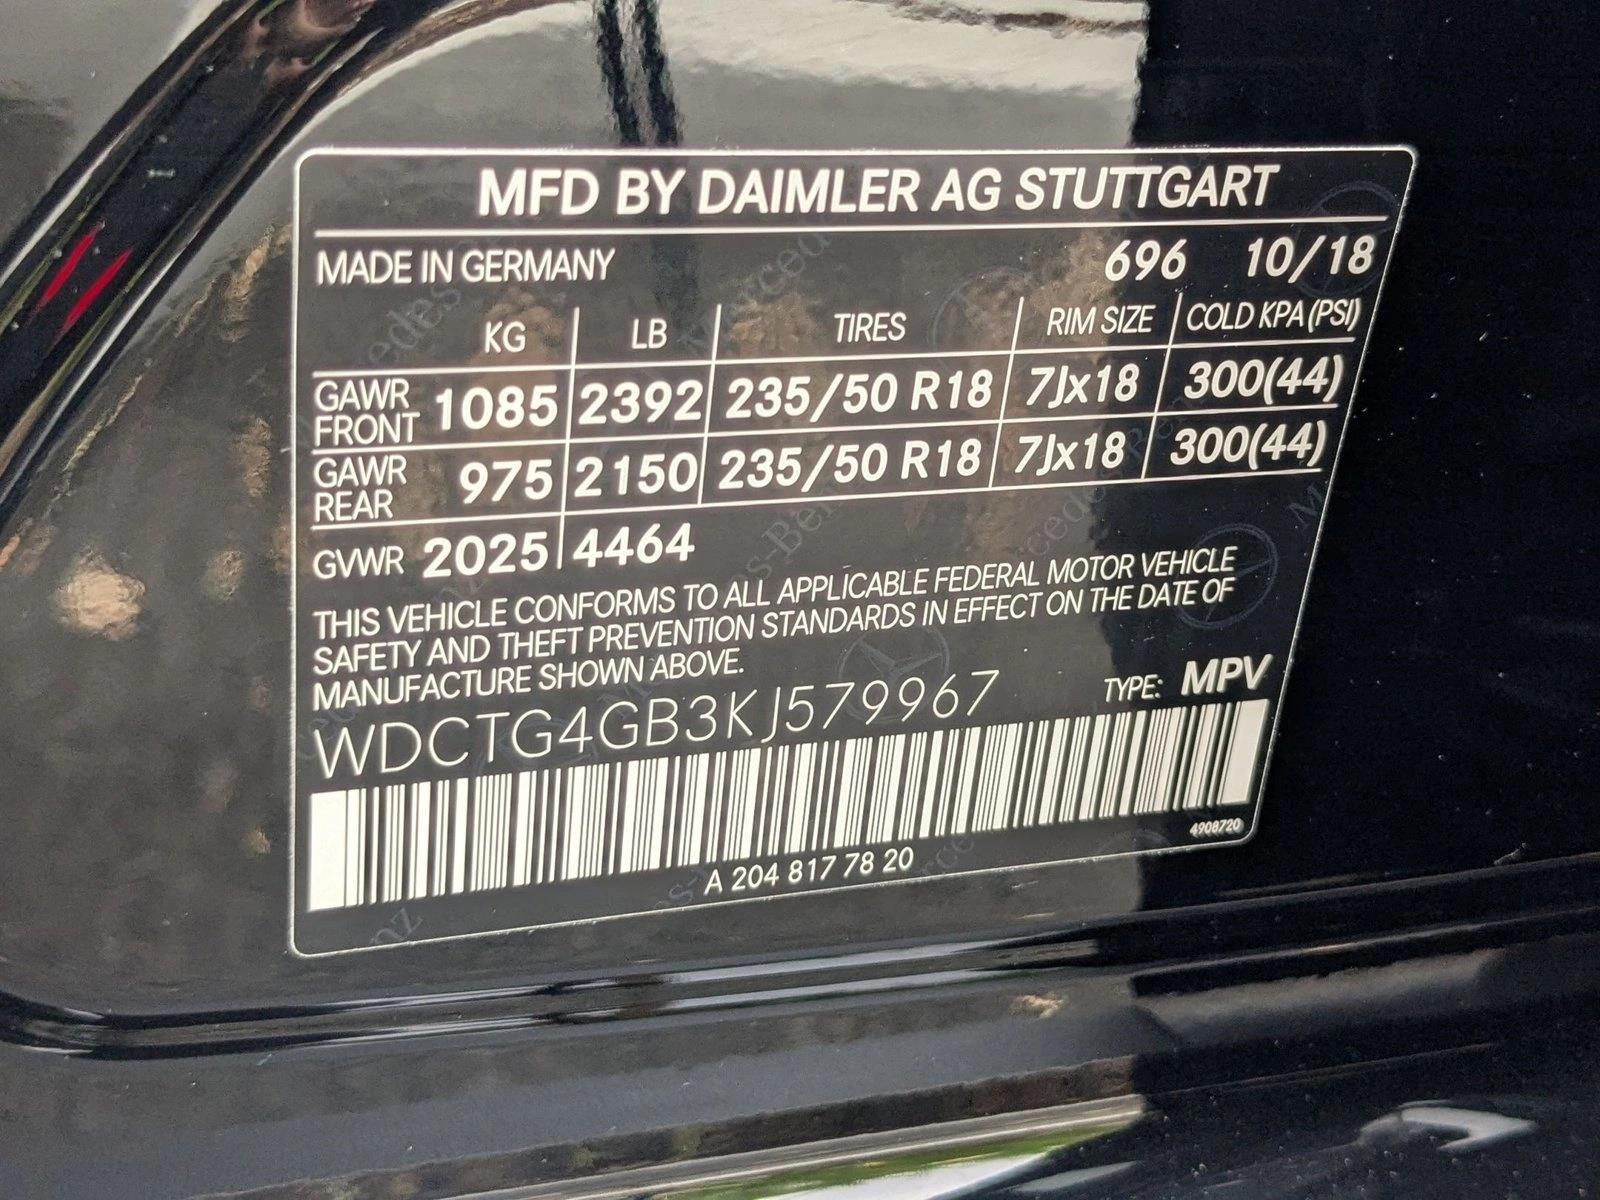 MFD BY DAIMLER AG STUTTGART
MADE IN GERMANY 696 10/18
KG LB TIRES RIM SIZE COLD KPA(PSI)
GAWR FRONT 1085 2392 235/50 R18 7Jx18 300(44)
GAWR REAR 975 2150 235/50 R18 7Jx18 300(44)
GVWR 2025 4464
THIS VEHICLE CONFORMS TO ALL APPLICABLE FEDERAL MOTOR VEHICLE
SAFETY AND THEFT PREVENTION STANDARDS IN EFFECT ON THE DATE OF
MANUFACTURE SHOWN ABOVE.
WDCTG4GB3KJ579967 TYPE: MPV
4908720
A 204 817 78 20